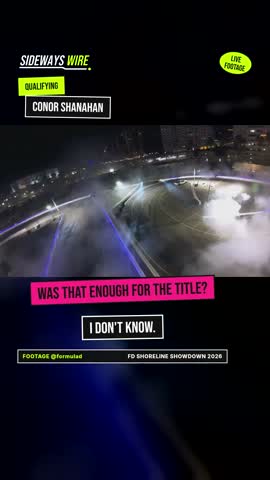 SIDEWAYS WIRE.
LIVE
FOOTAGE
QUALIFYING
CONOR SHANAHAN
WAS THAT ENOUGH FOR THE TITLE?
I DON'T KNOW.
FOOTAGE @formulad
FD SHORELINE SHOWDOWN 2026